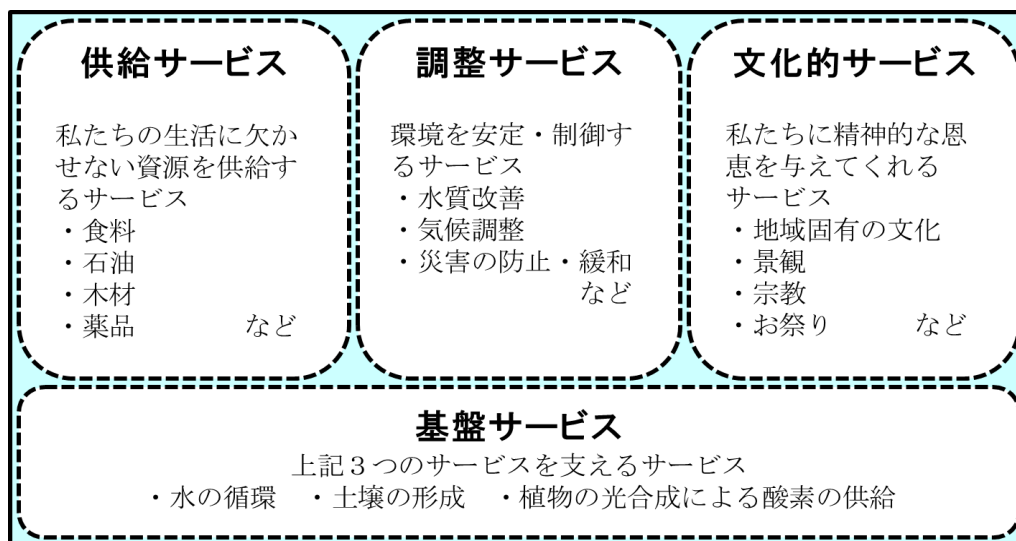 供給サービス
私たちの生活に欠か
せない資源を供給す
るサービス
・食料
・石油
・木材
・薬品　　　　など
調整サービス
環境を安定・制御す
るサービス
・水質改善
・気候調整
・災害の防止・緩和
など
文化的サービス
私たちに精神的な恩
恵を与えてくれる
サービス
・地域固有の文化
・景観
・宗教
・お祭り　　　など
基盤サービス
上記３つのサービスを支えるサービス
・水の循環　・土壌の形成　・植物の光合成による酸素の供給